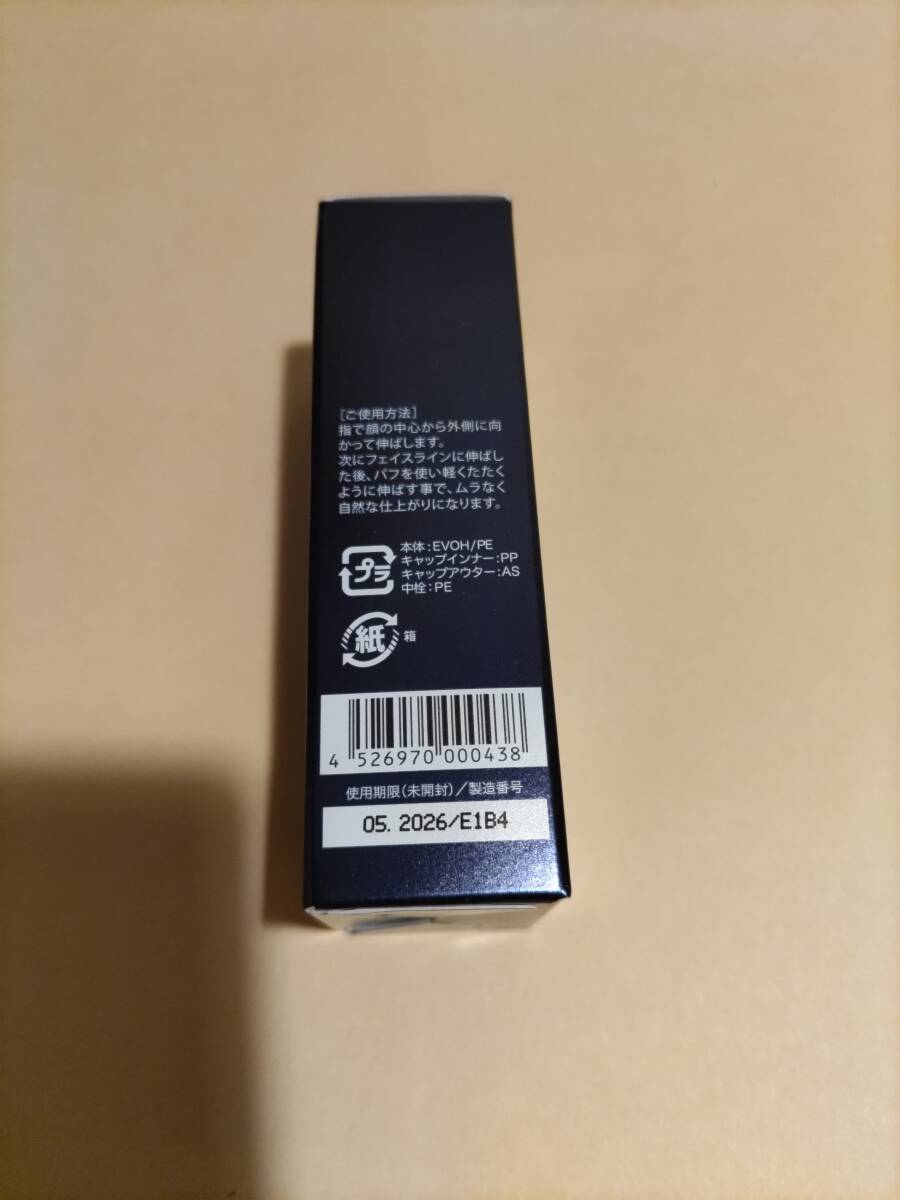 [ご使用方法]
指で顔の中心から外側に向
かって伸ばします。
次にフェイスラインに伸ばし
た後、パフを使い軽くたたく
ように伸ばす事で、ムラなく
自然な仕上がりになります。
プラ
本体:EVOH/PE
キャップインナー:PP
キャップアウター:AS
中栓:PE
紙
箱
4 526970 000438
使用期限(未開封)/製造番号
05. 2026/E1B4